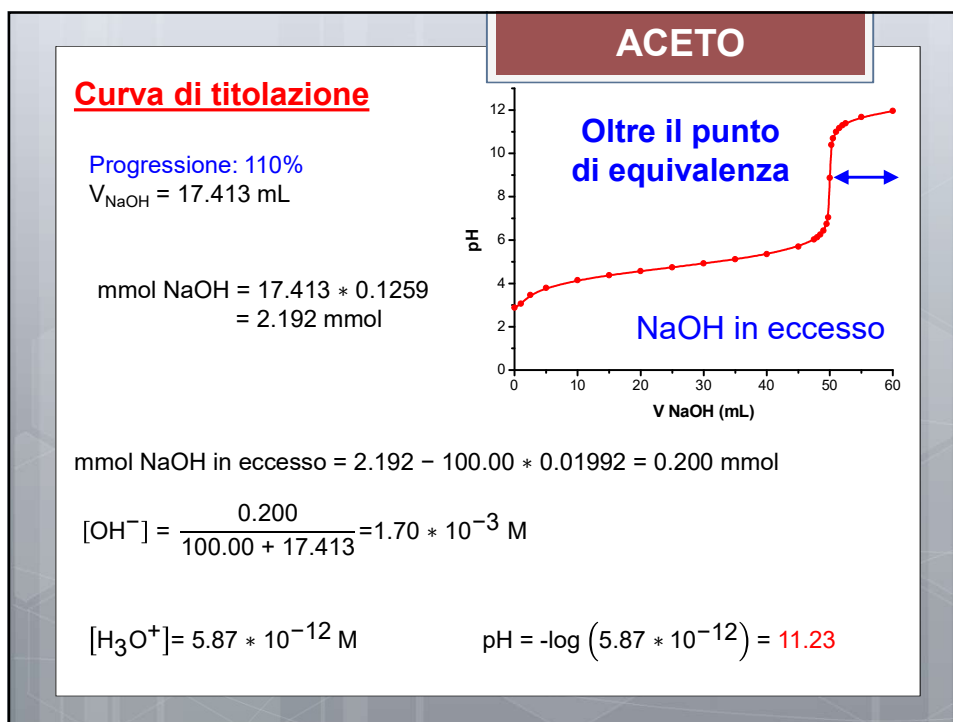 ACETO
Curva di titolazione
Progressione: 110%
V_NaOH = 17.413 mL
mmol NaOH = 17.413 * 0.1259
= 2.192 mmol
Oltre il punto
di equivalenza
NaOH in eccesso
pH
12
10
8
6
4
2
0
0 10 20 30 40 50 60
V NaOH (mL)
mmol NaOH in eccesso = 2.192 − 100.00 * 0.01992 = 0.200 mmol
[OH⁻] = 0.200 / (100.00 + 17.413) =1.70 * 10⁻³ M
[H₃O⁺]= 5.87 * 10⁻¹² M
pH = -log (5.87 * 10⁻¹²) = 11.23